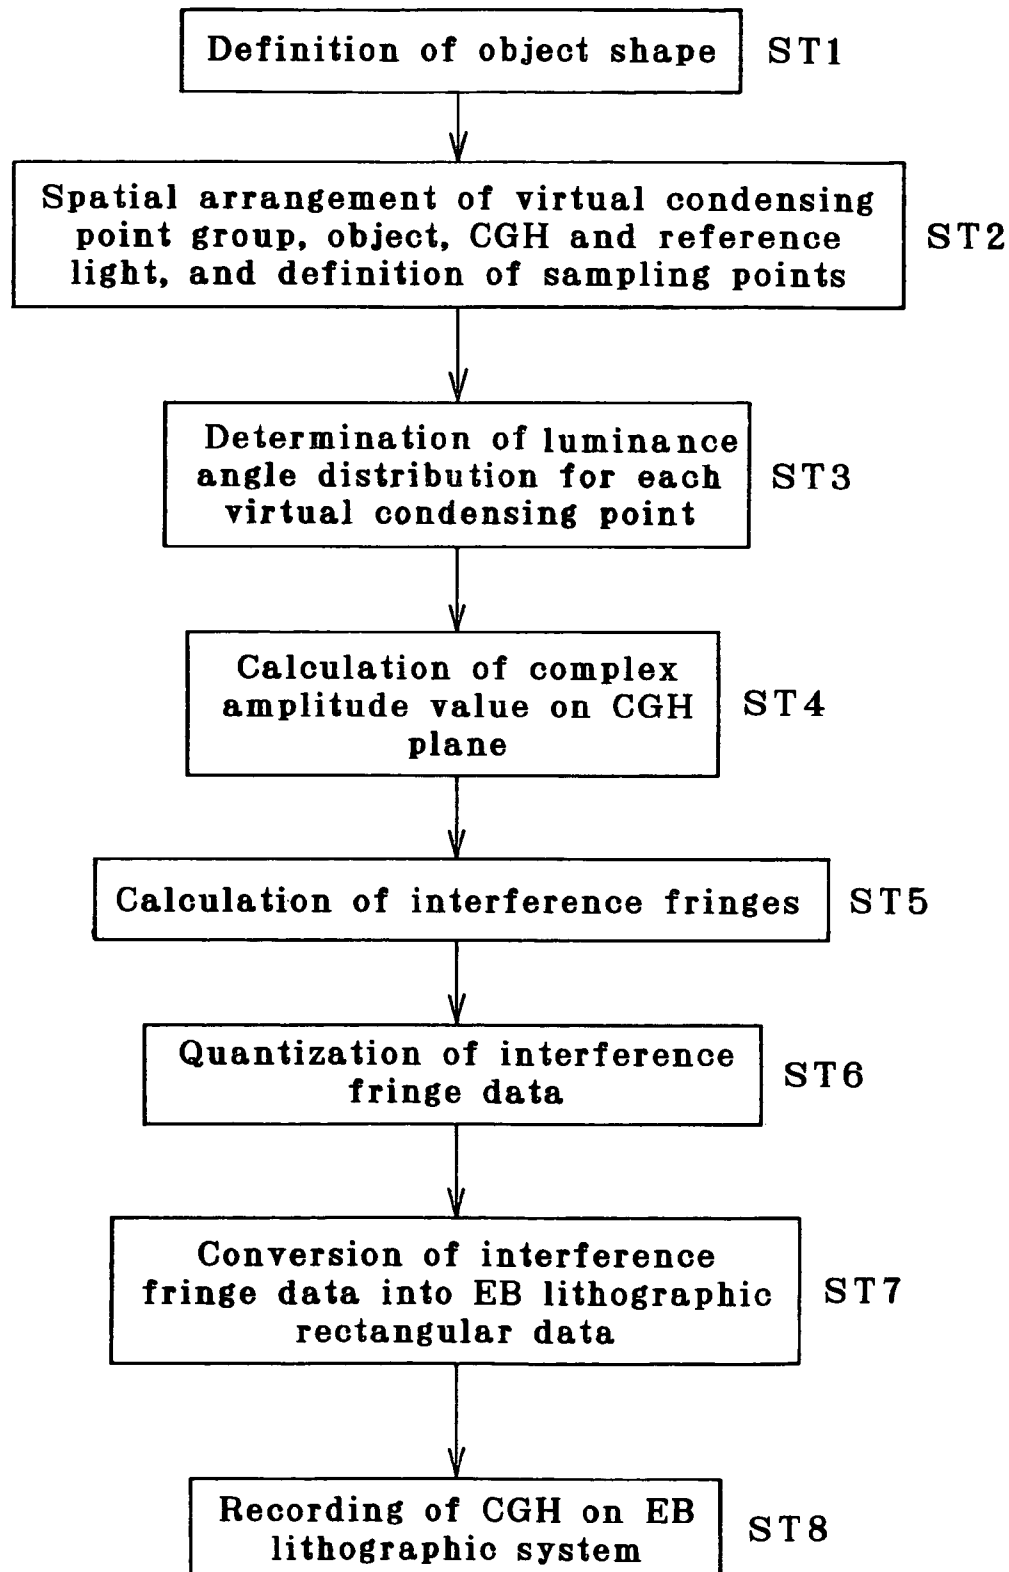 Definition of object shape ST1
Spatial arrangement of virtual condensing
point group, object, CGH and reference
light, and definition of sampling points
ST2
Determination of luminance
angle distribution for each
virtual condensing point
ST3
Calculation of complex
amplitude value on CGH
plane
ST4
Calculation of interference fringes ST5
Quantization of interference
fringe data
ST6
Conversion of interference
fringe data into EB lithographic
rectangular data
ST7
Recording of CGH on EB
lithographic system
ST8